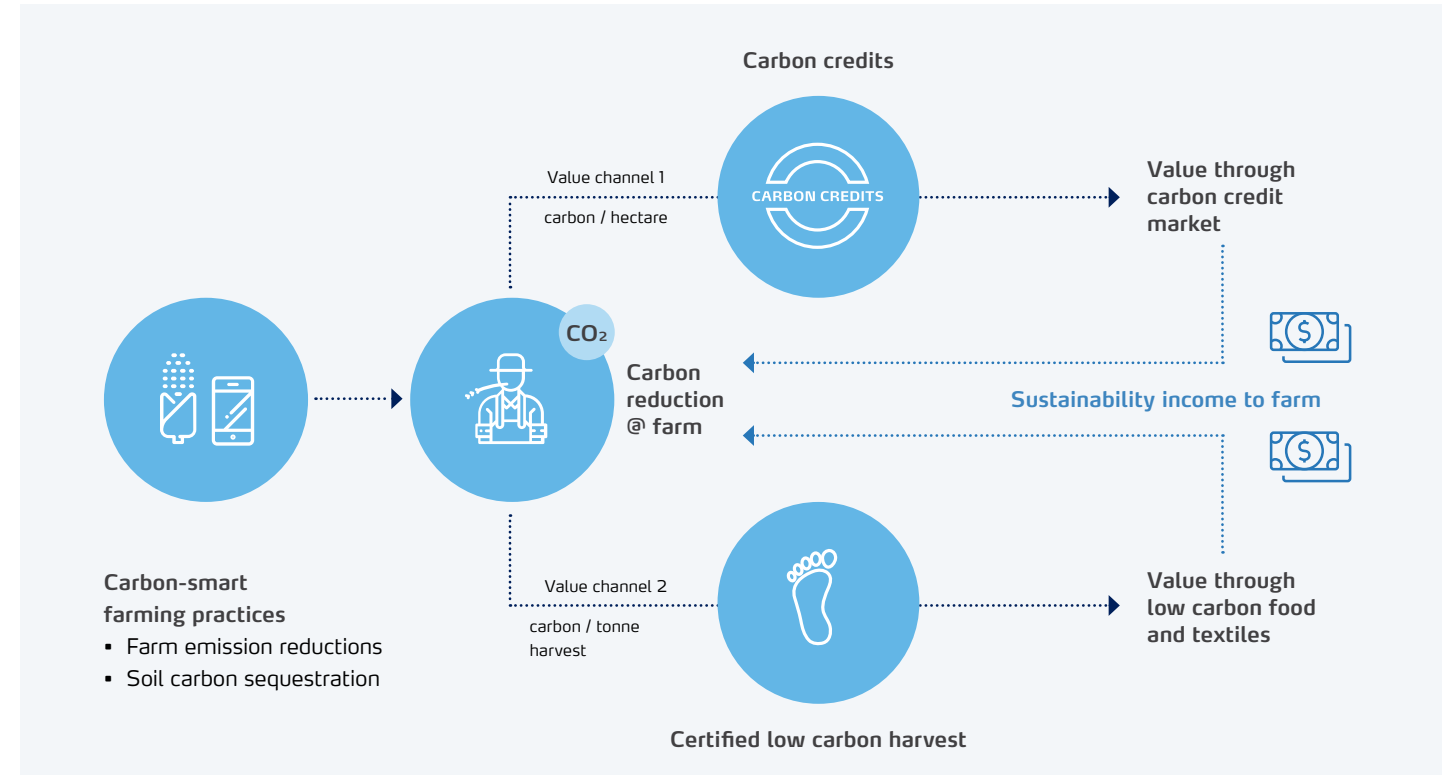 Carbon credits
CARBON CREDITS
Value channel 1
carbon / hectare
Value through
carbon credit
market
CO₂
Carbon
reduction
@ farm
$
Sustainability income to farm
$
Carbon-smart
farming practices
▪ Farm emission reductions
▪ Soil carbon sequestration
Value channel 2
carbon / tonne
harvest
Value through
low carbon food
and textiles
Certified low carbon harvest